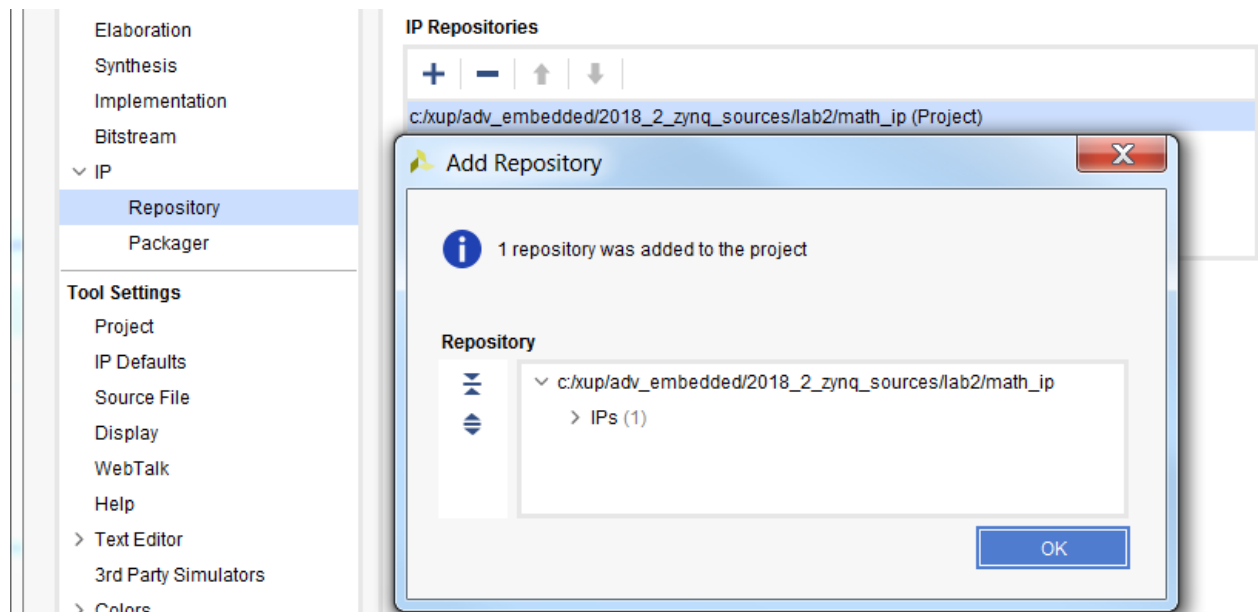 Elaboration
Synthesis
Implementation
Bitstream
IP
Repository
Packager
Tool Settings
Project
IP Defaults
Source File
Display
WebTalk
Help
Text Editor
3rd Party Simulators
Colors
IP Repositories
c:/xup/adv_embedded/2018_2_zynq_sources/lab2/math_ip (Project)
Add Repository
1 repository was added to the project
Repository
c:/xup/adv_embedded/2018_2_zynq_sources/lab2/math_ip
IPs (1)
OK